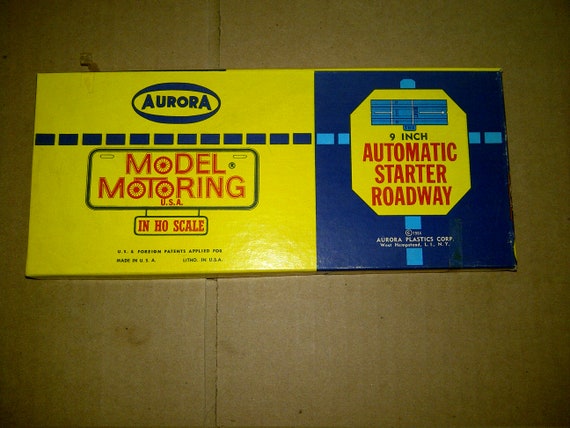 AURORA
MODEL
MOTORING ®
U.S.A.
IN HO SCALE
U. S. & FOREIGN PATENTS APPLIED FOR
MADE IN U. S. A. LITHO. IN U.S.A.
9 INCH
AUTOMATIC
STARTER
ROADWAY
AURORA PLASTICS CORP.
West Hempstead, L. I., N. Y.